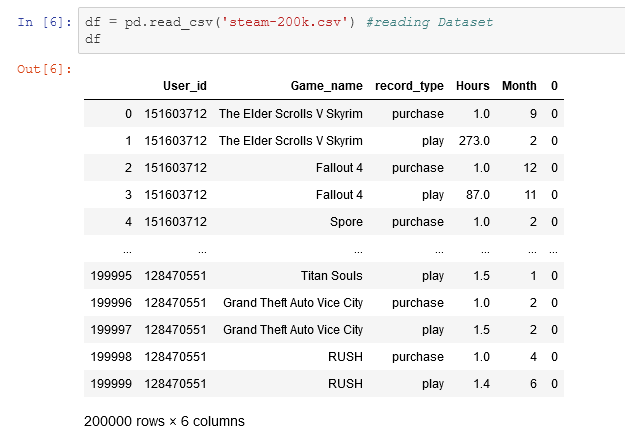 In [6]: df = pd.read_csv('steam-200k.csv') #reading Dataset
df
Out[6]:
User_id Game_name record_type Hours Month 0
0 151603712 The Elder Scrolls V Skyrim purchase 1.0 9 0
1 151603712 The Elder Scrolls V Skyrim play 273.0 2 0
2 151603712 Fallout 4 purchase 1.0 12 0
3 151603712 Fallout 4 play 87.0 11 0
4 151603712 Spore purchase 1.0 2 0
... ... ... ... ... ... ...
199995 128470551 Titan Souls play 1.5 1 0
199996 128470551 Grand Theft Auto Vice City purchase 1.0 2 0
199997 128470551 Grand Theft Auto Vice City play 1.5 2 0
199998 128470551 RUSH purchase 1.0 4 0
199999 128470551 RUSH play 1.4 6 0
200000 rows × 6 columns